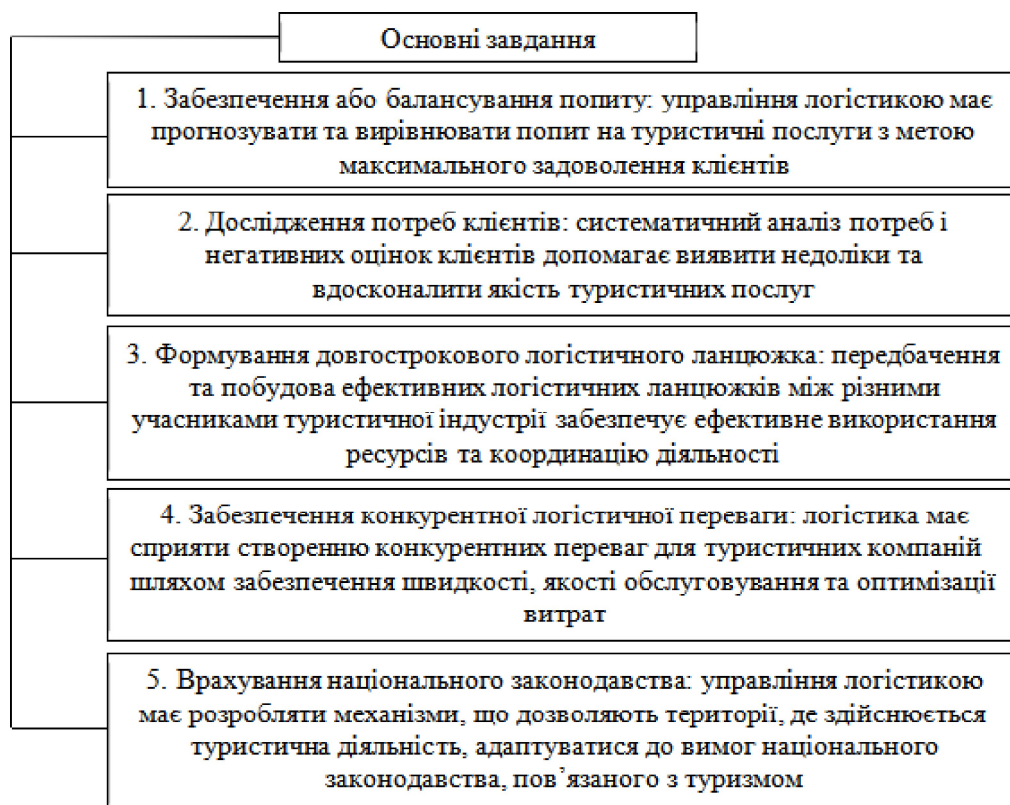 Основні завдання
1. Забезпечення або балансування попиту: управління логістикою має
прогнозувати та вирівнювати попит на туристичні послуги з метою
максимального задоволення клієнтів
2. Дослідження потреб клієнтів: систематичний аналіз потреб і
негативних оцінок клієнтів допомагає виявити недоліки та
вдосконалити якість туристичних послуг
3. Формування довгострокового логістичного ланцюжка: передбачення
та побудова ефективних логістичних ланцюжків між різними
учасниками туристичної індустрії забезпечує ефективне використання
ресурсів та координацію діяльності
4. Забезпечення конкурентної логістичної переваги: логістика має
сприяти створенню конкурентних переваг для туристичних компаній
шляхом забезпечення швидкості, якості обслуговування та оптимізації
витрат
5. Врахування національного законодавства: управління логістикою
має розробляти механізми, що дозволяють території, де здійснюється
туристична діяльність, адаптуватися до вимог національного
законодавства, пов’язаного з туризмом